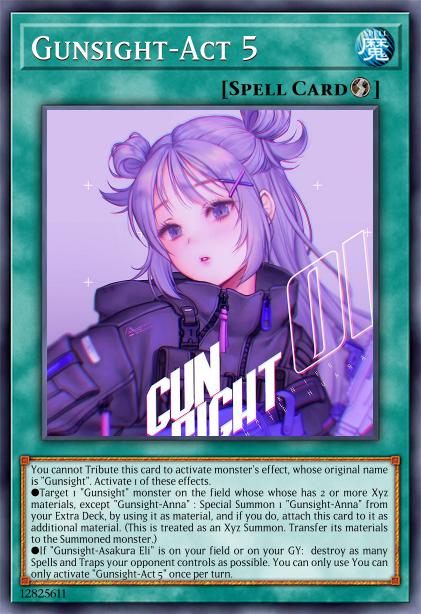 GUNSIGHT-ACT 5
SPELL
魔
[SPELL CARD]
01
GUN
SIGHT
You cannot Tribute this card to activate monster's effect, whose original name
is "Gunsight". Activate 1 of these effects.
●Target 1 "Gunsight" monster on the field whose whose has 2 or more Xyz
materials, except "Gunsight-Anna" : Special Summon 1 "Gunsight-Anna" from
your Extra Deck, by using it as material, and if you do, attach this card to it as
additional material. (This is treated as an Xyz Summon. Transfer its materials
to the Summoned monster.)
●If "Gunsight-Asakura Eli" is on your field or on your GY: destroy as many
Spells and Traps your opponent controls as possible. You can only use You can
only activate "Gunsight-Act 5" once per turn.
12825611